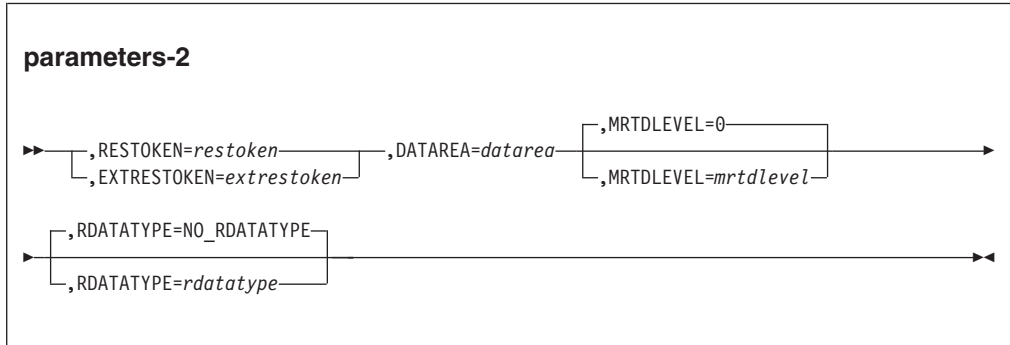 parameters-2
,MRTDLEVEL=0
,RESTOKEN=restoken ,DATAREA=datarea
,EXTRESTOKEN=extrestoken ,MRTDLEVEL=mrtdlevel
,RDATATYPE=NO_RDATATYPE
,RDATATYPE=rdatatype